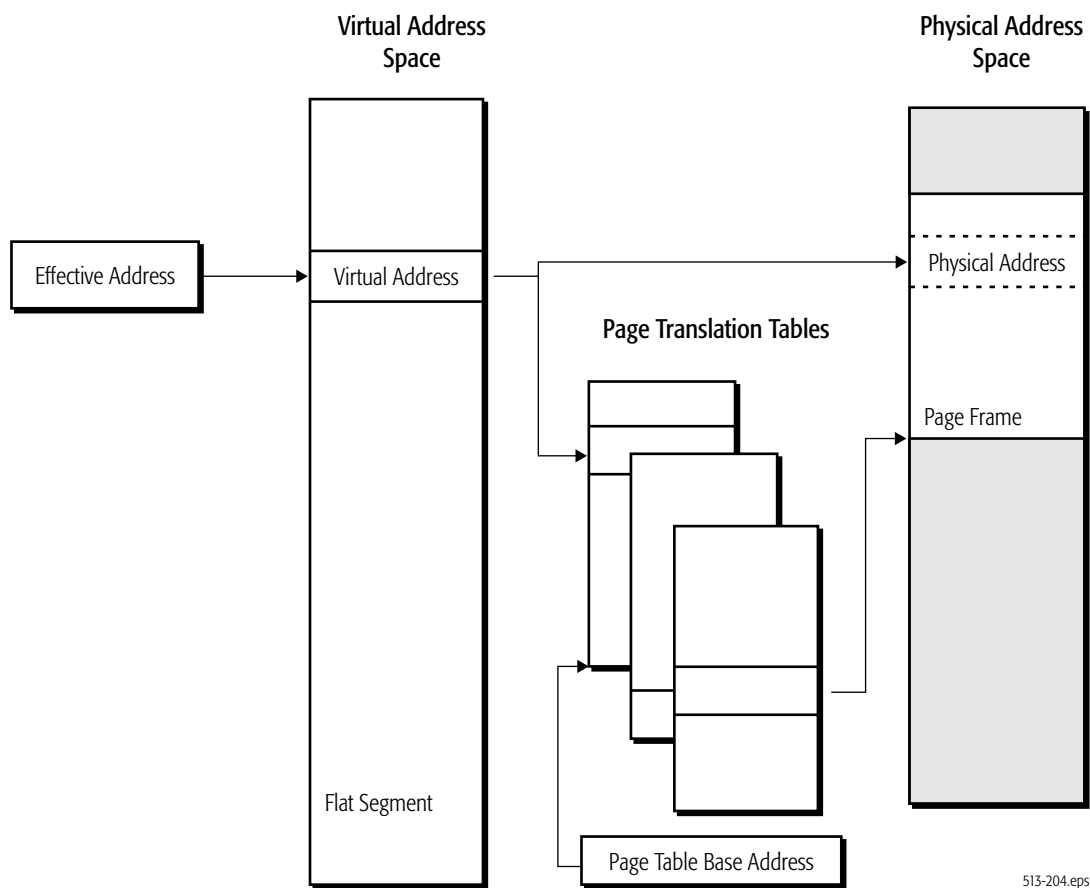 Virtual Address
Space
Physical Address
Space
Effective Address
Virtual Address
Physical Address
Page Translation Tables
Page Frame
Flat Segment
Page Table Base Address
513-204.eps